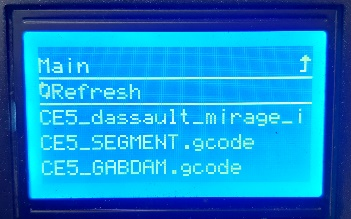 Main
Refresh
CE5_dassault_mirage_i
CE5_SEGMENT.gcode
CE5_GABDAM.gcode